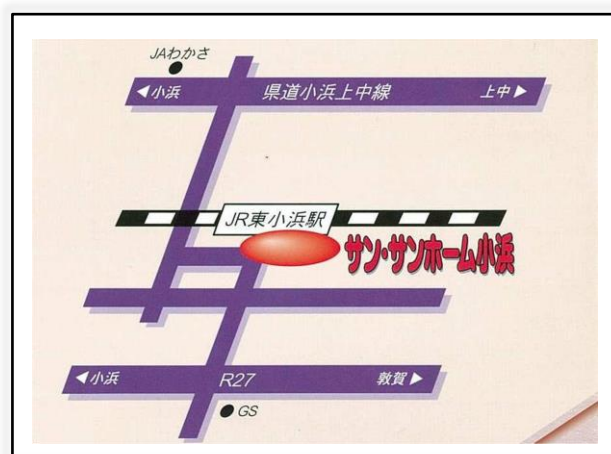 JAわかさ
◀小浜 県道小浜上中線 上中▶
JR東小浜駅
サン・サンホーム小浜
◀小浜 R27 敦賀▶
GS